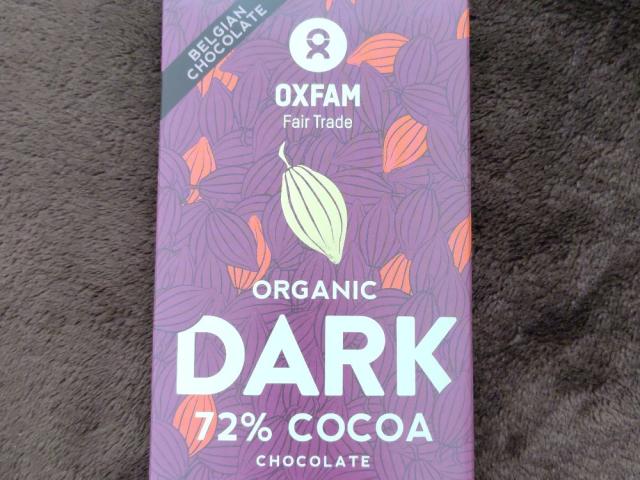 BELGIAN
CHOCOLATE
OXFAM
Fair Trade
ORGANIC
DARK
72% COCOA
CHOCOLATE